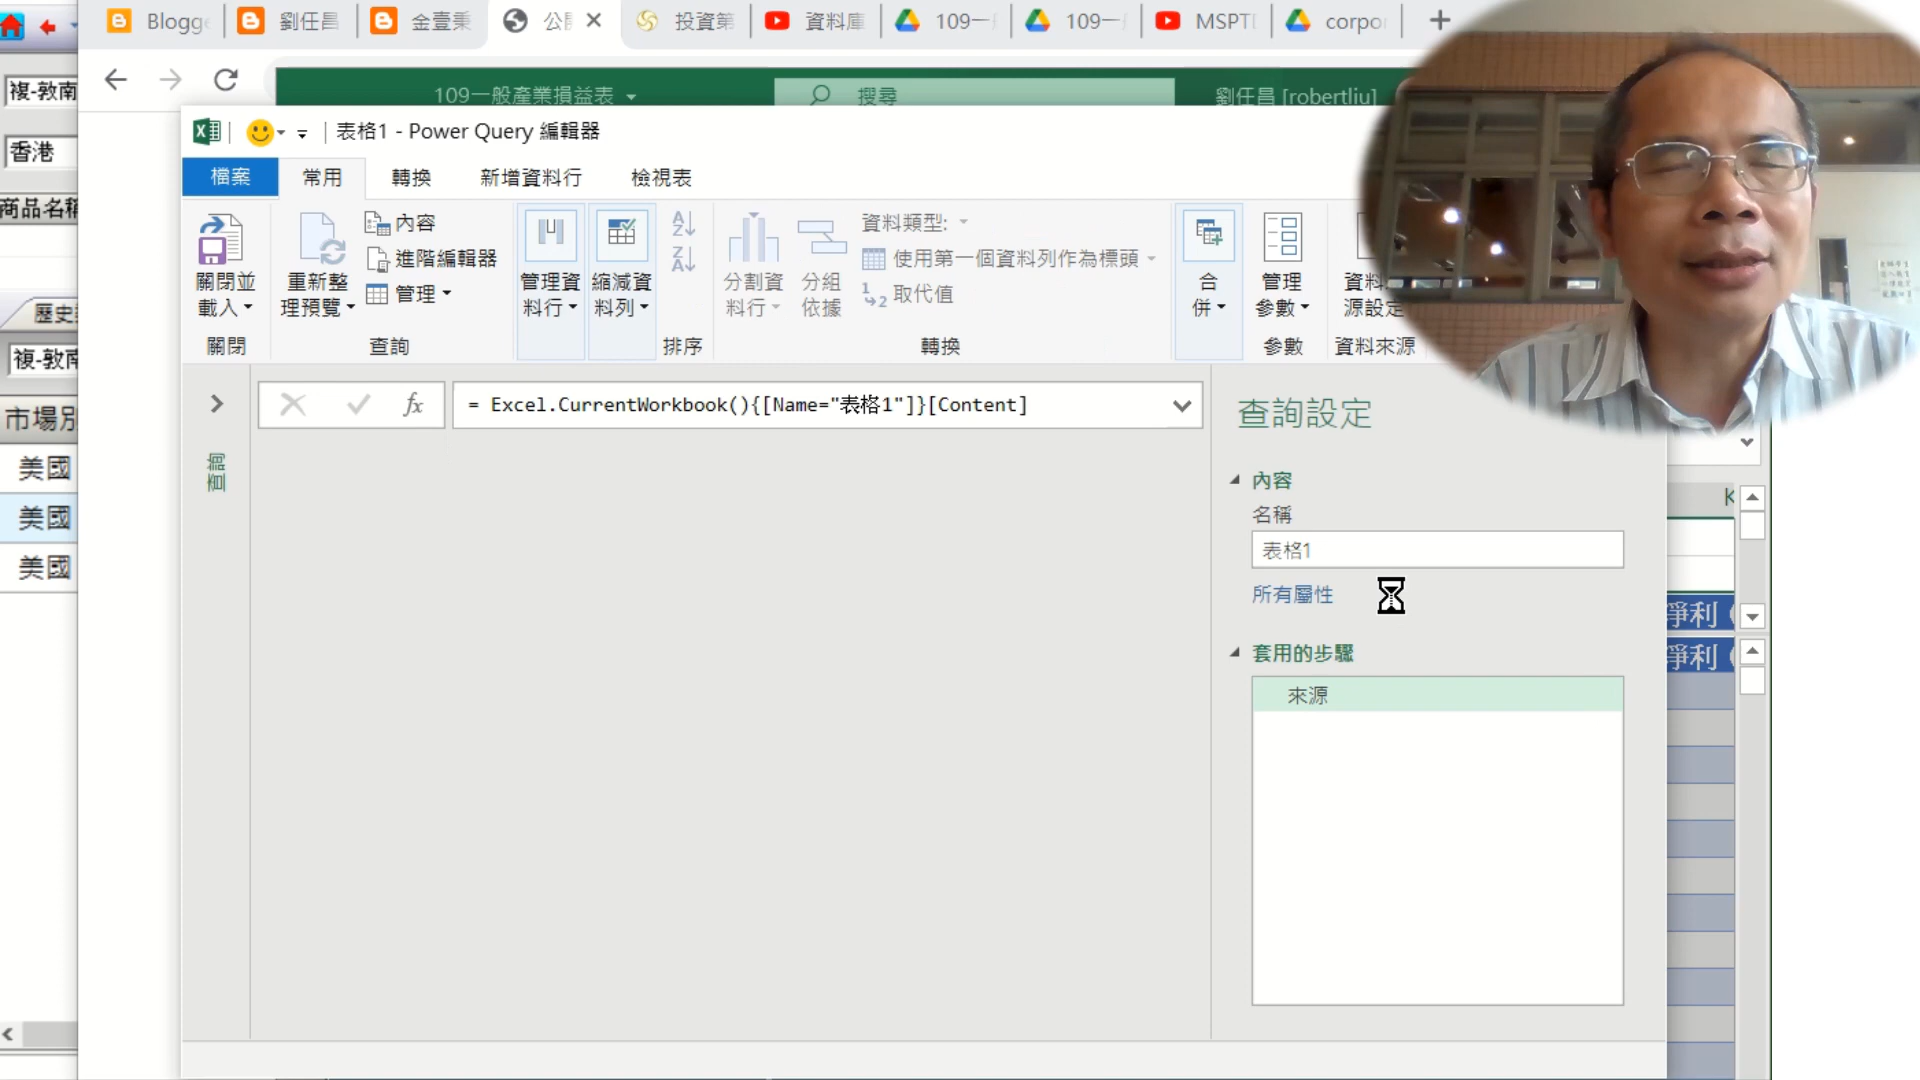 Blogge
劉任昌
金壹秉
公
投資第
資料庫
109一
109一
MSPT
corpo
109一般產業損益表
搜尋
劉任昌 [robertliu]
表格1 - Power Query 編輯器
檔案
常用
轉換
新增資料行
檢視表
關閉並
載入
關閉
重新整
理預覽
內容
進階編輯器
管理
查詢
管理資
料行
縮減資
料列
排序
分割資
料行
分組
依據
資料類型:
使用第一個資料列作為標頭
取代值
轉換
合
併
管理
參數
參數
資料
源設定
資料來源
= Excel.CurrentWorkbook(){[Name="表格1"]}[Content]
查詢
查詢設定
內容
名稱
表格1
所有屬性
套用的步驟
來源
複-敦南
香港
商品名稱
歷史
複-敦南
市場別
美國
美國
美國
K
淨利
淨利